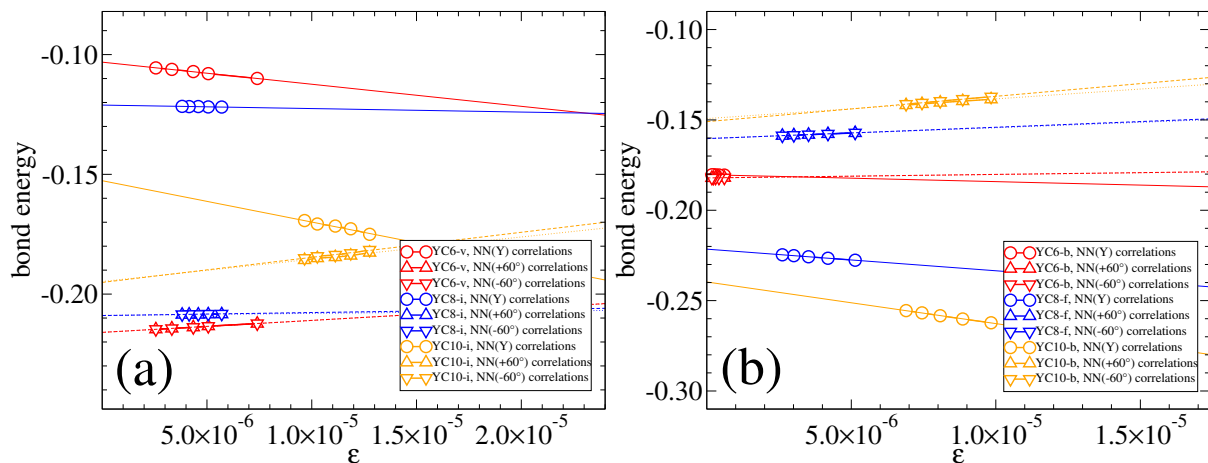 -0.10
-0.15
-0.20
bond energy
(a)
YC6-v, NN(Y) correlations
YC6-v, NN(+60°) correlations
YC6-v, NN(-60°) correlations
YC8-i, NN(Y) correlations
YC8-i, NN(+60°) correlations
YC8-i, NN(-60°) correlations
YC10-i, NN(Y) correlations
YC10-i, NN(+60°) correlations
YC10-i, NN(-60°) correlations
5.0×10⁻⁶ 1.0×10⁻⁵ 1.5×10⁻⁵ 2.0×10⁻⁵
ε
-0.10
-0.15
-0.20
-0.25
-0.30
bond energy
(b)
YC6-b, NN(Y) correlations
YC6-b, NN(+60°) correlations
YC6-b, NN(-60°) correlations
YC8-f, NN(Y) correlations
YC8-f, NN(+60°) correlations
YC8-f, NN(-60°) correlations
YC10-b, NN(Y) correlations
YC10-b, NN(+60°) correlations
YC10-b, NN(-60°) correlations
5.0×10⁻⁶ 1.0×10⁻⁵ 1.5×10⁻⁵
ε